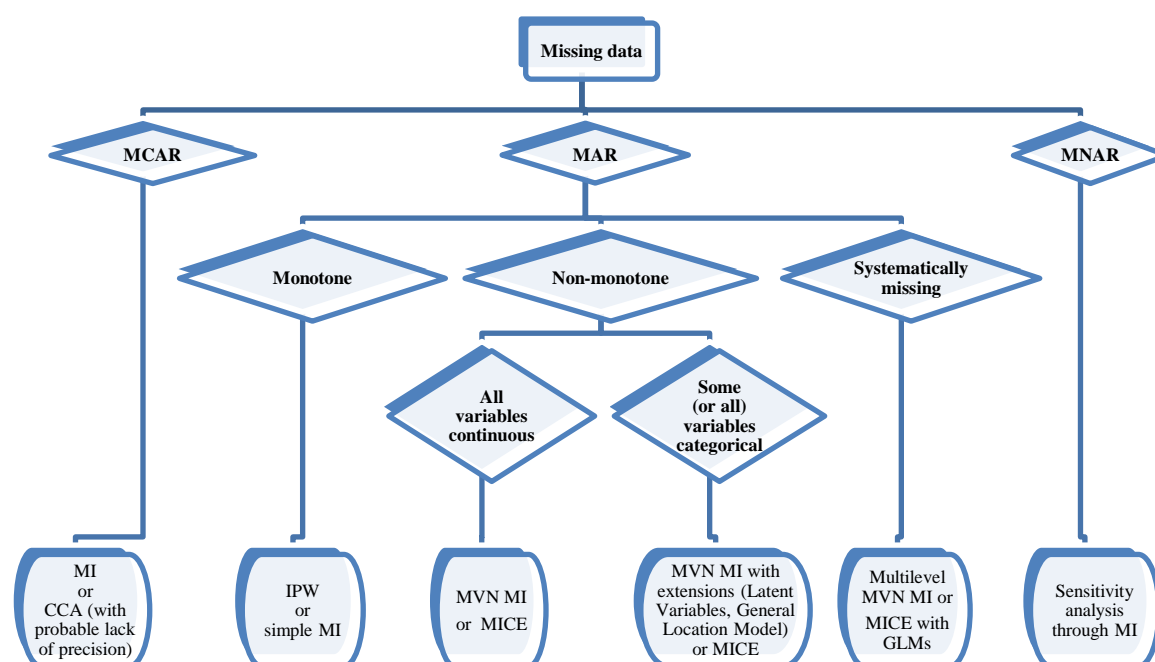 Missing data
MCAR
MAR
MNAR
Monotone
Non-monotone
Systematically
missing
All
variables
continuous
Some
(or all)
variables
categorical
MI
or
CCA (with
probable lack
of precision)
IPW
or
simple MI
MVN MI
or MICE
MVN MI with
extensions (Latent
Variables, General
Location Model)
or MICE
Multilevel
MVN MI or
MICE with
GLMs
Sensitivity
analysis
through MI